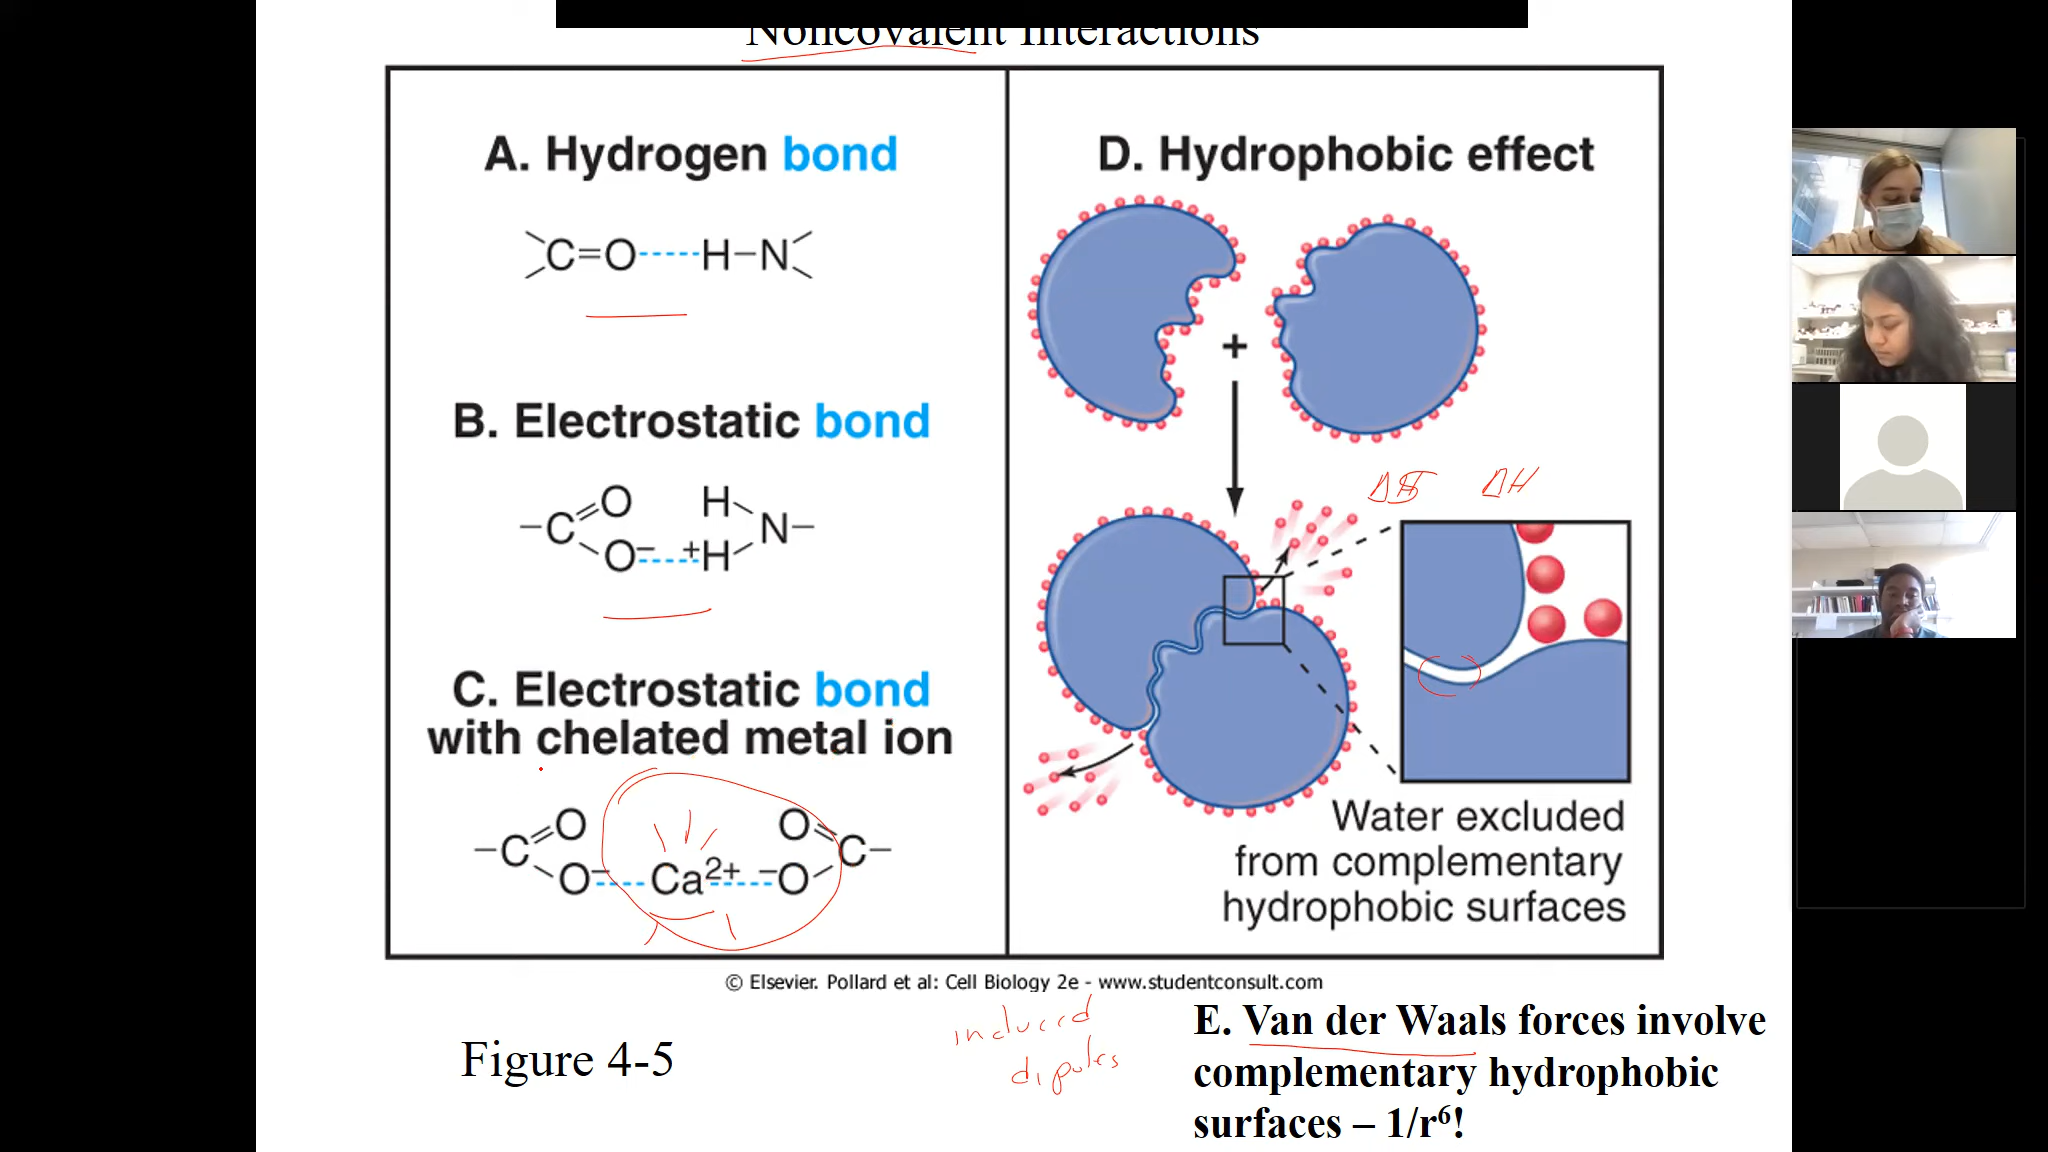 Noncovalent Interactions
A. Hydrogen bond
C=O-----H–N
B. Electrostatic bond
O H
–C N–
O⁻----⁺H
C. Electrostatic bond
with chelated metal ion
O O
–C C–
O⁻----Ca²⁺----⁻O
D. Hydrophobic effect
+
ΔH
Water excluded
from complementary
hydrophobic surfaces
© Elsevier. Pollard et al: Cell Biology 2e - www.studentconsult.com
Figure 4-5
induced
dipoles
E. Van der Waals forces involve
complementary hydrophobic
surfaces – 1/r⁶!